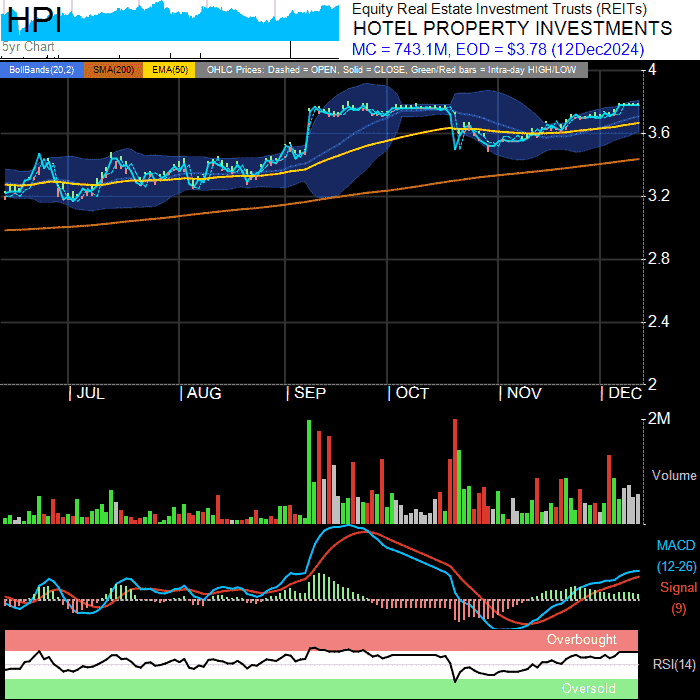 HPI
5yr Chart
Equity Real Estate Investment Trusts (REITs)
HOTEL PROPERTY INVESTMENTS
MC = 743.1M, EOD = $3.78 (12Dec2024)
BollBands(20,2) SMA(200) EMA(50) OHLC Prices: Dashed = OPEN, Solid = CLOSE, Green/Red bars = Intra-day HIGH/LOW
4
3.6
3.2
2.8
2.4
2
JUL AUG SEP OCT NOV DEC
2M
Volume
MACD
(12-26)
Signal
(9)
Overbought
RSI(14)
Oversold